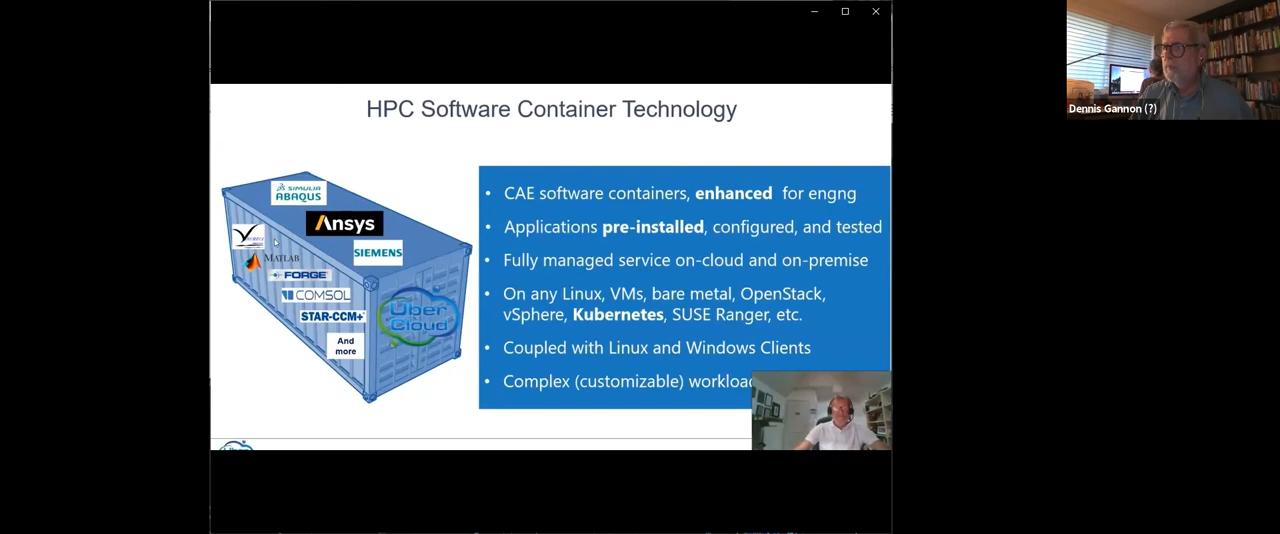 HPC Software Container Technology
SIMULIA
ABAQUS
Ansys
SIEMENS
MATLAB
FORGE
COMSOL
STAR-CCM+
And
more
Uber
Cloud
• CAE software containers, enhanced for engng
• Applications pre-installed, configured, and tested
• Fully managed service on-cloud and on-premise
• On any Linux, VMs, bare metal, OpenStack,
vSphere, Kubernetes, SUSE Ranger, etc.
• Coupled with Linux and Windows Clients
• Complex (customizable)
Dennis Gannon (?)